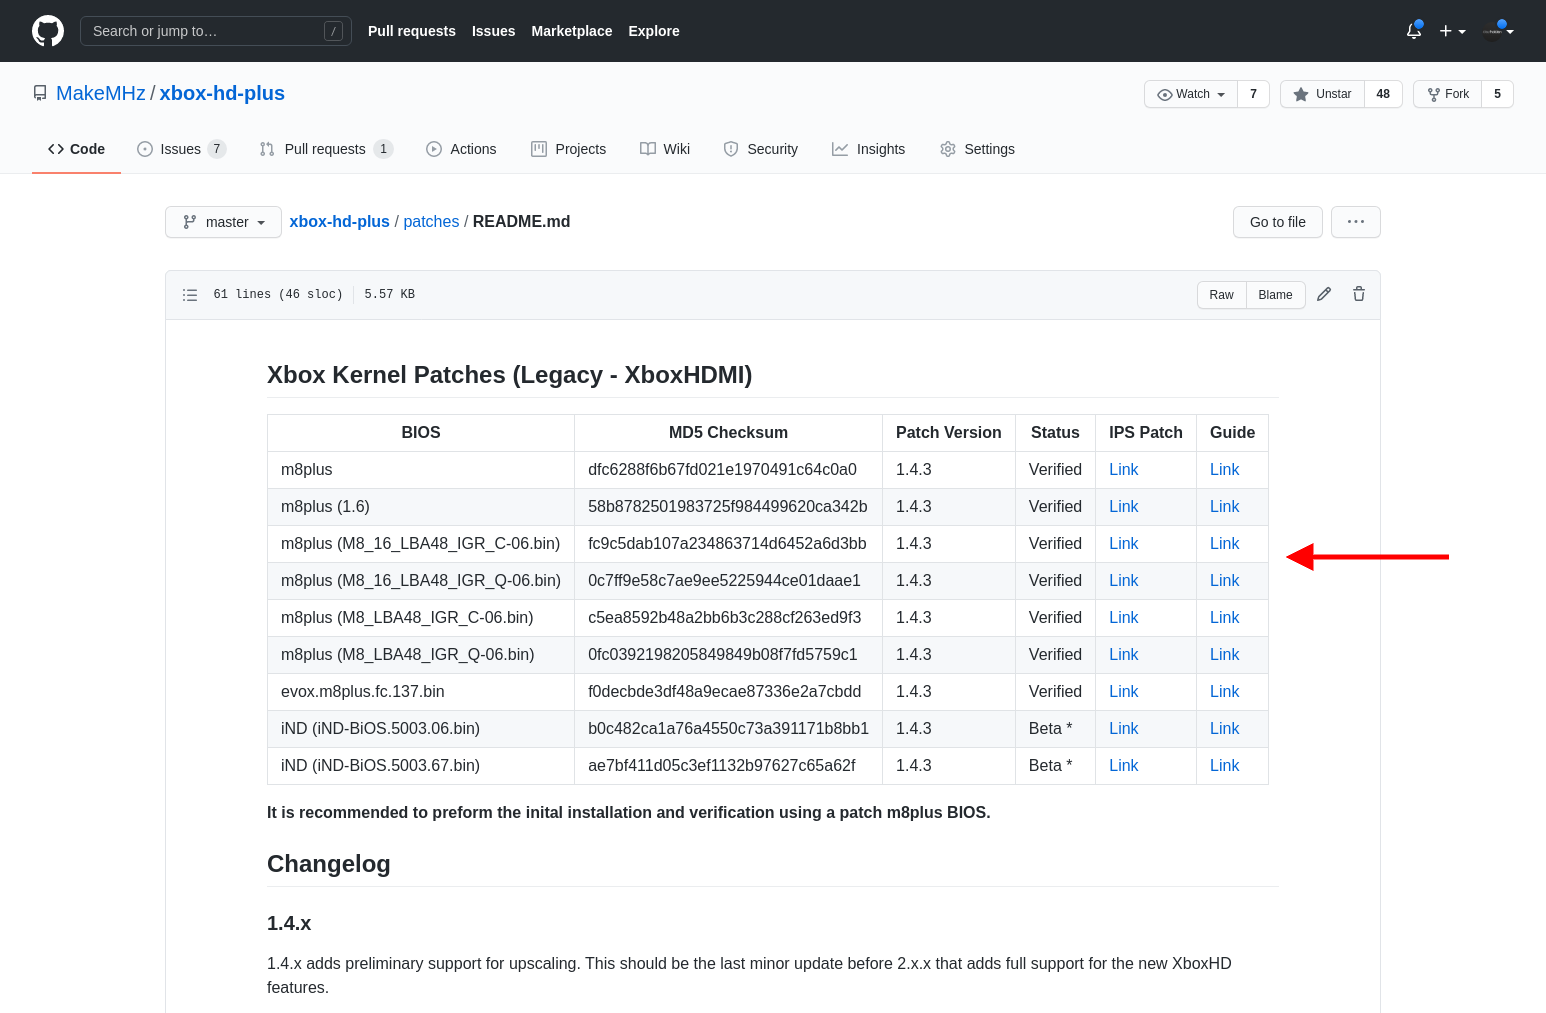 Search or jump to… /
Pull requests Issues Marketplace Explore
MakeMHz / xbox-hd-plus
Watch 7 Unstar 48 Fork 5
Code Issues 7 Pull requests 1 Actions Projects Wiki Security Insights Settings
master xbox-hd-plus / patches / README.md Go to file ···
61 lines (46 sloc) 5.57 KB Raw Blame
Xbox Kernel Patches (Legacy - XboxHDMI)
BIOS MD5 Checksum Patch Version Status IPS Patch Guide
m8plus dfc6288f6b67fd021e1970491c64c0a0 1.4.3 Verified Link Link
m8plus (1.6) 58b8782501983725f984499620ca342b 1.4.3 Verified Link Link
m8plus (M8_16_LBA48_IGR_C-06.bin) fc9c5dab107a234863714d6452a6d3bb 1.4.3 Verified Link Link
m8plus (M8_16_LBA48_IGR_Q-06.bin) 0c7ff9e58c7ae9ee5225944ce01daae1 1.4.3 Verified Link Link
m8plus (M8_LBA48_IGR_C-06.bin) c5ea8592b48a2bb6b3c288cf263ed9f3 1.4.3 Verified Link Link
m8plus (M8_LBA48_IGR_Q-06.bin) 0fc0392198205849849b08f7fd5759c1 1.4.3 Verified Link Link
evox.m8plus.fc.137.bin f0decbde3df48a9ecae87336e2a7cbdd 1.4.3 Verified Link Link
iND (iND-BiOS.5003.06.bin) b0c482ca1a76a4550c73a391171b8bb1 1.4.3 Beta * Link Link
iND (iND-BiOS.5003.67.bin) ae7bf411d05c3ef1132b97627c65a62f 1.4.3 Beta * Link Link
It is recommended to preform the inital installation and verification using a patch m8plus BIOS.
Changelog
1.4.x
1.4.x adds preliminary support for upscaling. This should be the last minor update before 2.x.x that adds full support for the new XboxHD
features.